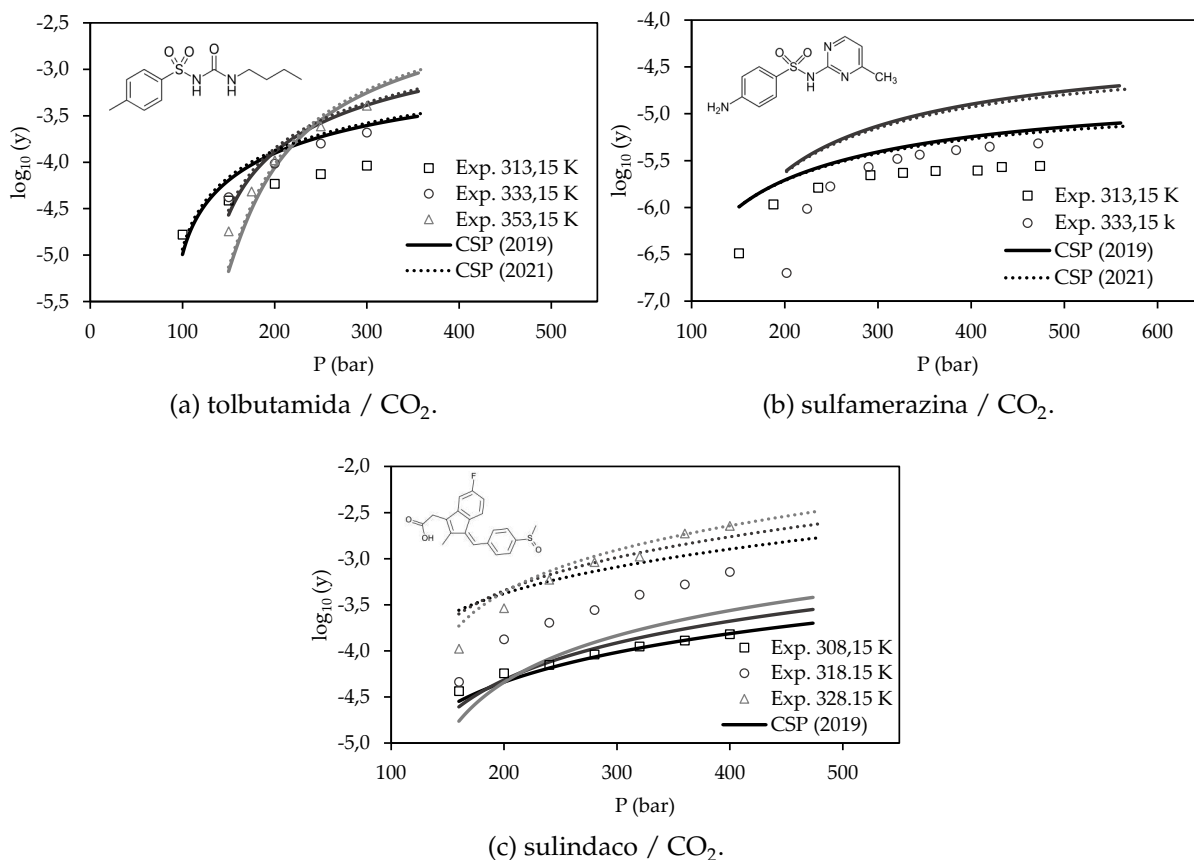 -2,5
-3,0
-3,5
-4,0
-4,5
-5,0
-5,5
log₁₀ (y)
0 100 200 300 400 500
P (bar)
O O O
S
N H
N H
Exp. 313,15 K
Exp. 333,15 K
Exp. 353,15 K
CSP (2019)
CSP (2021)
(a) tolbutamida / CO₂.
-4,0
-4,5
-5,0
-5,5
-6,0
-6,5
-7,0
log₁₀ (y)
100 200 300 400 500 600
P (bar)
O O N
S
NH N CH₃
H₂N
Exp. 313,15 K
Exp. 333,15 k
CSP (2019)
CSP (2021)
(b) sulfamerazina / CO₂.
-2,0
-2,5
-3,0
-3,5
-4,0
-4,5
-5,0
log₁₀ (y)
100 200 300 400 500
P (bar)
F
O
OH
S
O
Exp. 308,15 K
Exp. 318.15 K
Exp. 328.15 K
CSP (2019)
(c) sulindaco / CO₂.